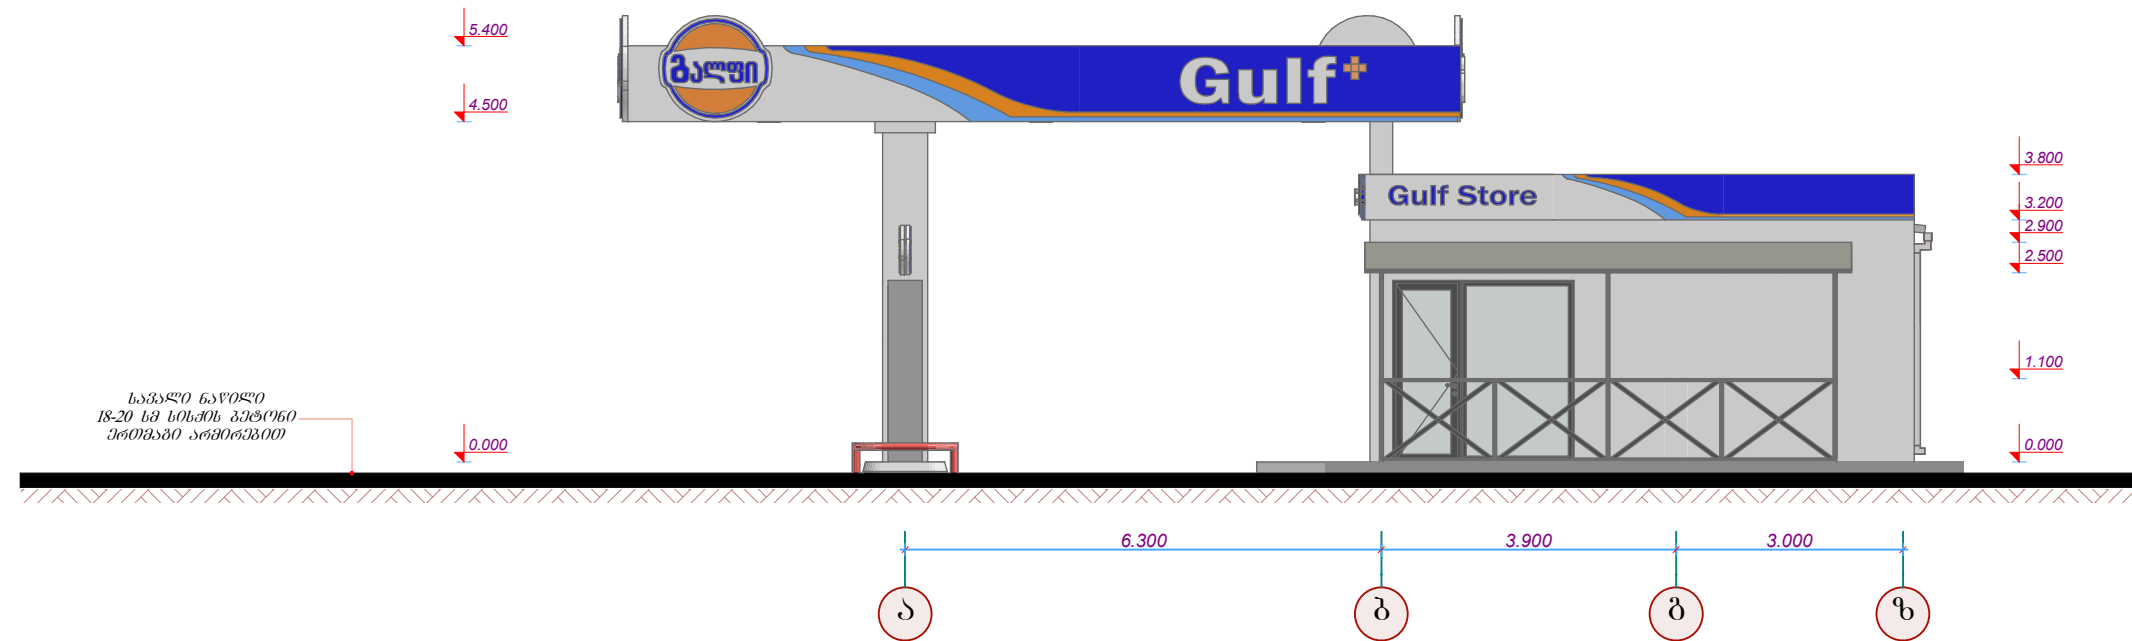 5.400
4.500
გალფი
Gulf
3.800
Gulf Store
3.200
2.900
2.500
1.100
სავალი ნაწილი
18-20 სმ სისქის ბეტონი
ერთმაგი არმირებით
0.000
0.000
6.300
3.900
3.000
ა
ბ
გ
ზ